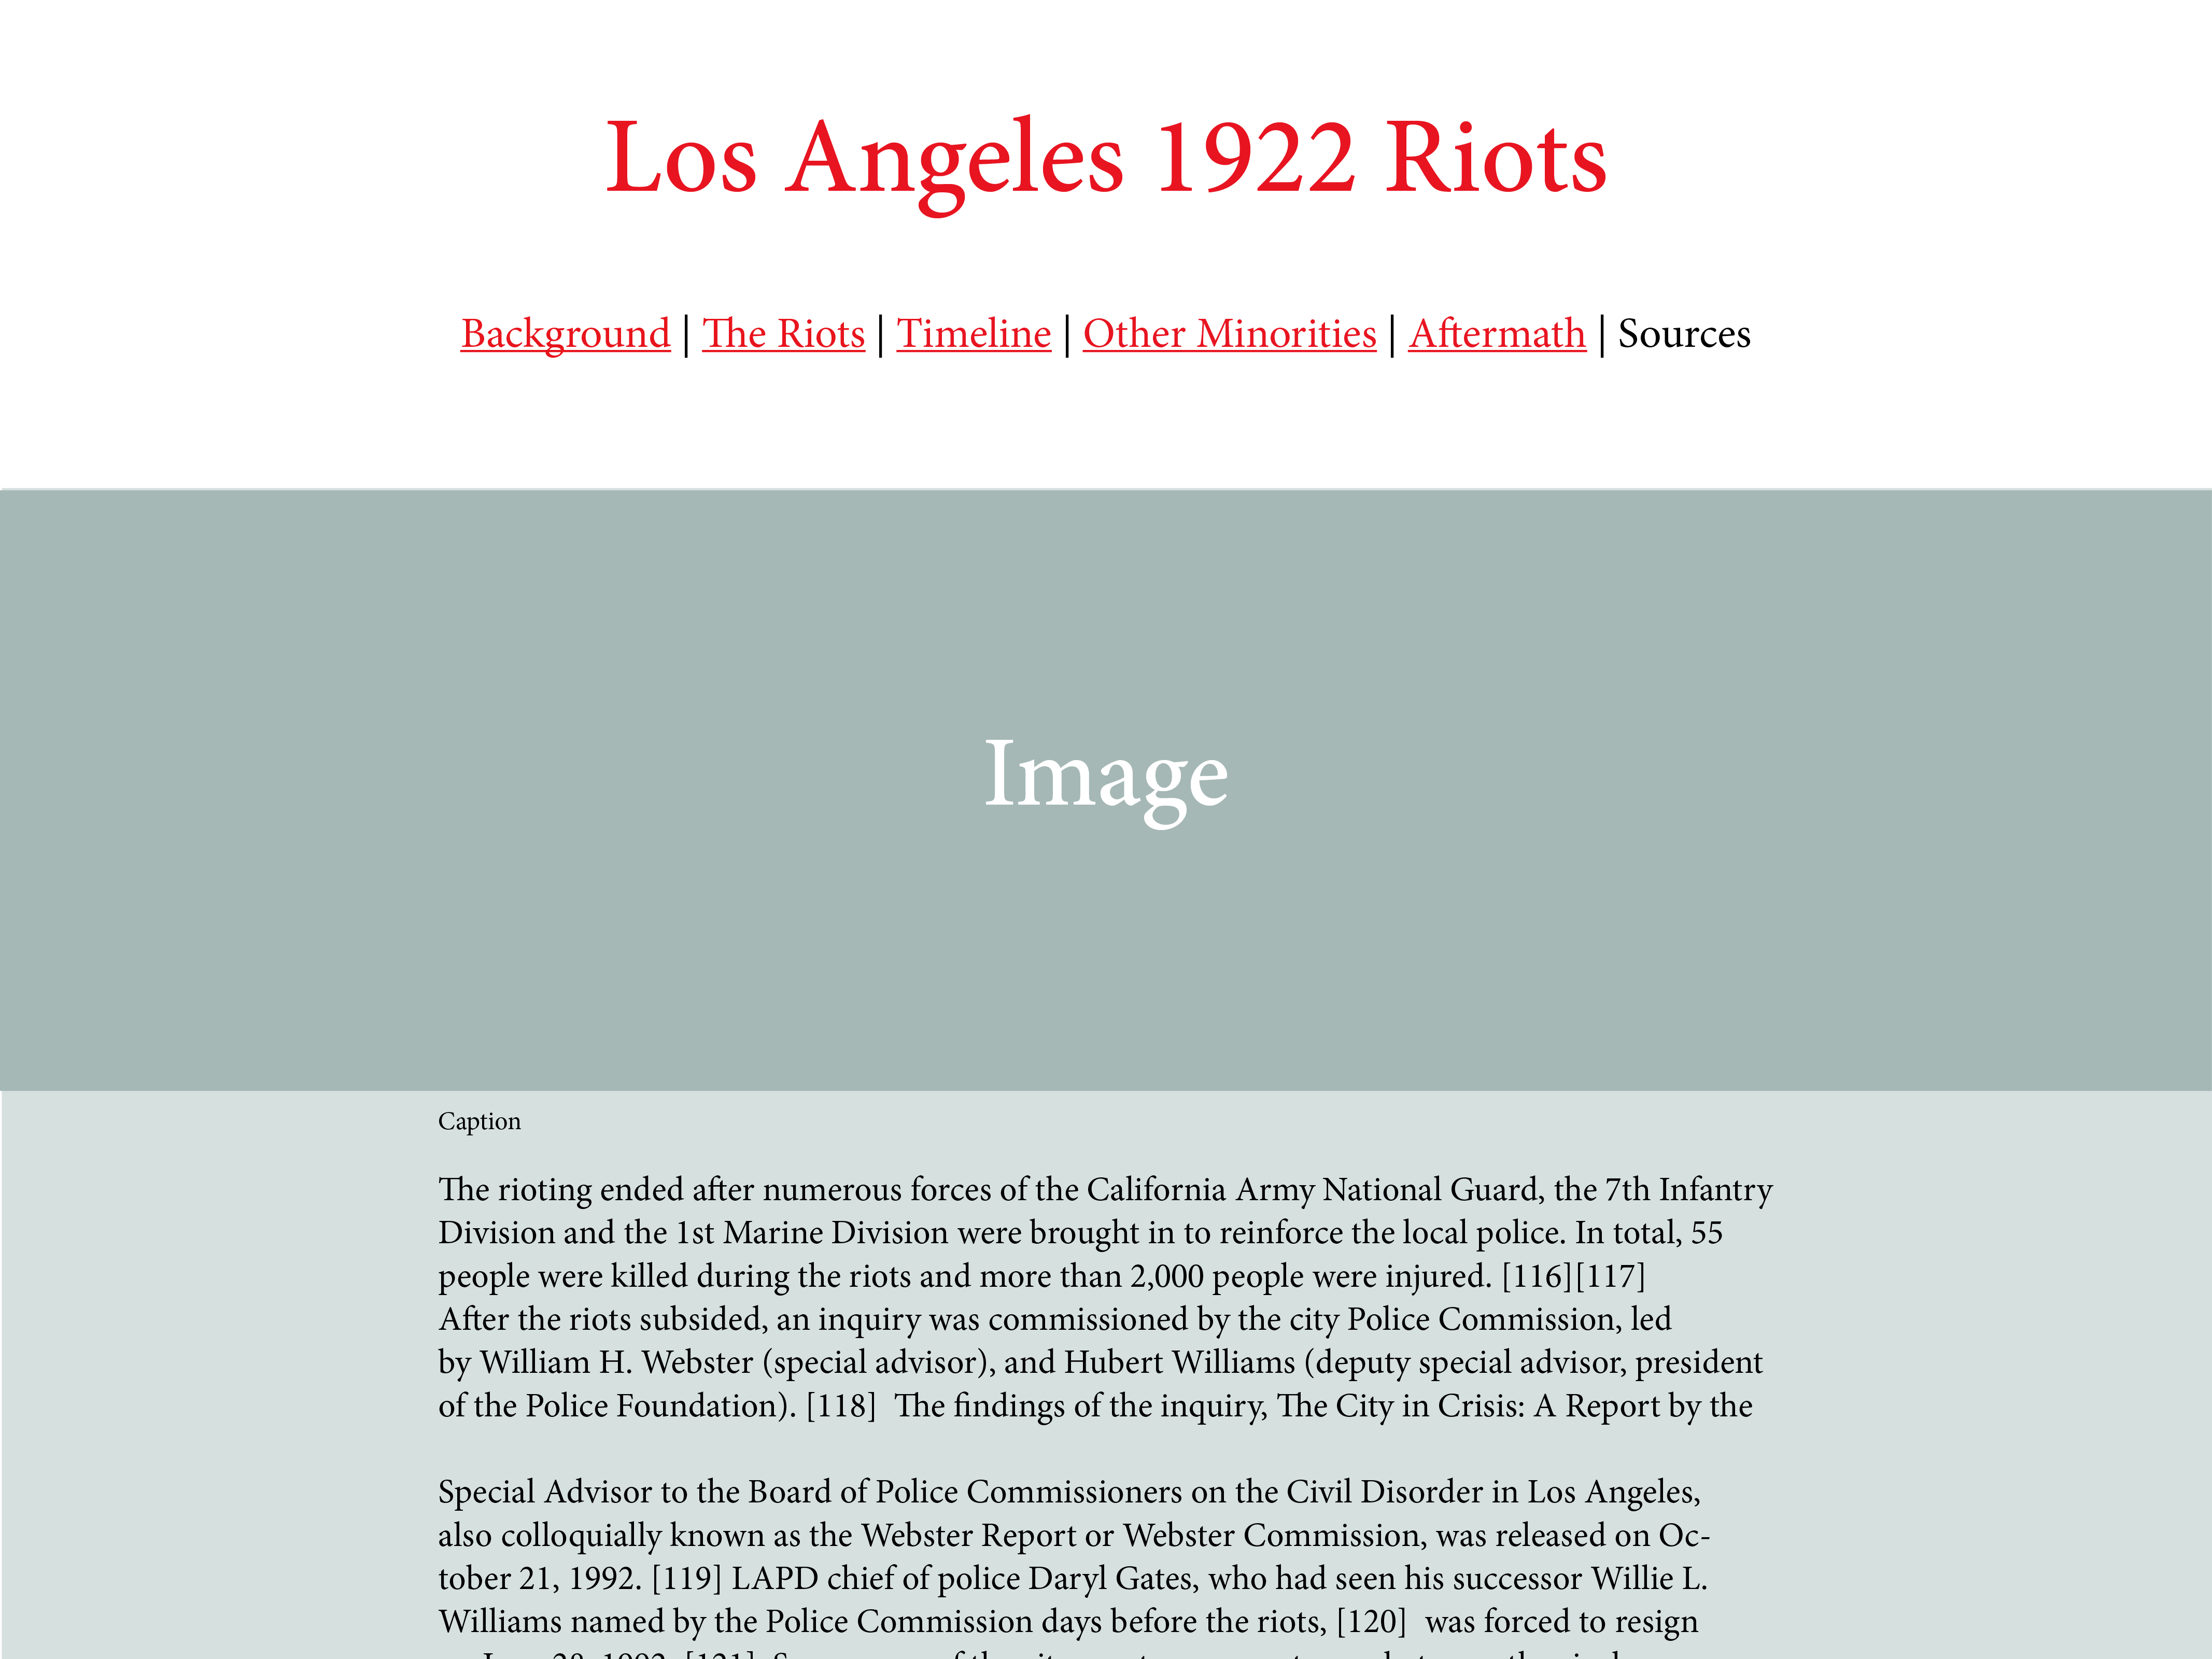 Los Angeles 1922 Riots
Background | The Riots | Timeline | Other Minorities | Aftermath | Sources
Image
Caption
The rioting ended after numerous forces of the California Army National Guard, the 7th Infantry
Division and the 1st Marine Division were brought in to reinforce the local police. In total, 55
people were killed during the riots and more than 2,000 people were injured. [116][117]
After the riots subsided, an inquiry was commissioned by the city Police Commission, led
by William H. Webster (special advisor), and Hubert Williams (deputy special advisor, president
of the Police Foundation). [118]  The findings of the inquiry, The City in Crisis: A Report by the
Special Advisor to the Board of Police Commissioners on the Civil Disorder in Los Angeles,
also colloquially known as the Webster Report or Webster Commission, was released on Oc-
tober 21, 1992. [119] LAPD chief of police Daryl Gates, who had seen his successor Willie L.
Williams named by the Police Commission days before the riots, [120]  was forced to resign